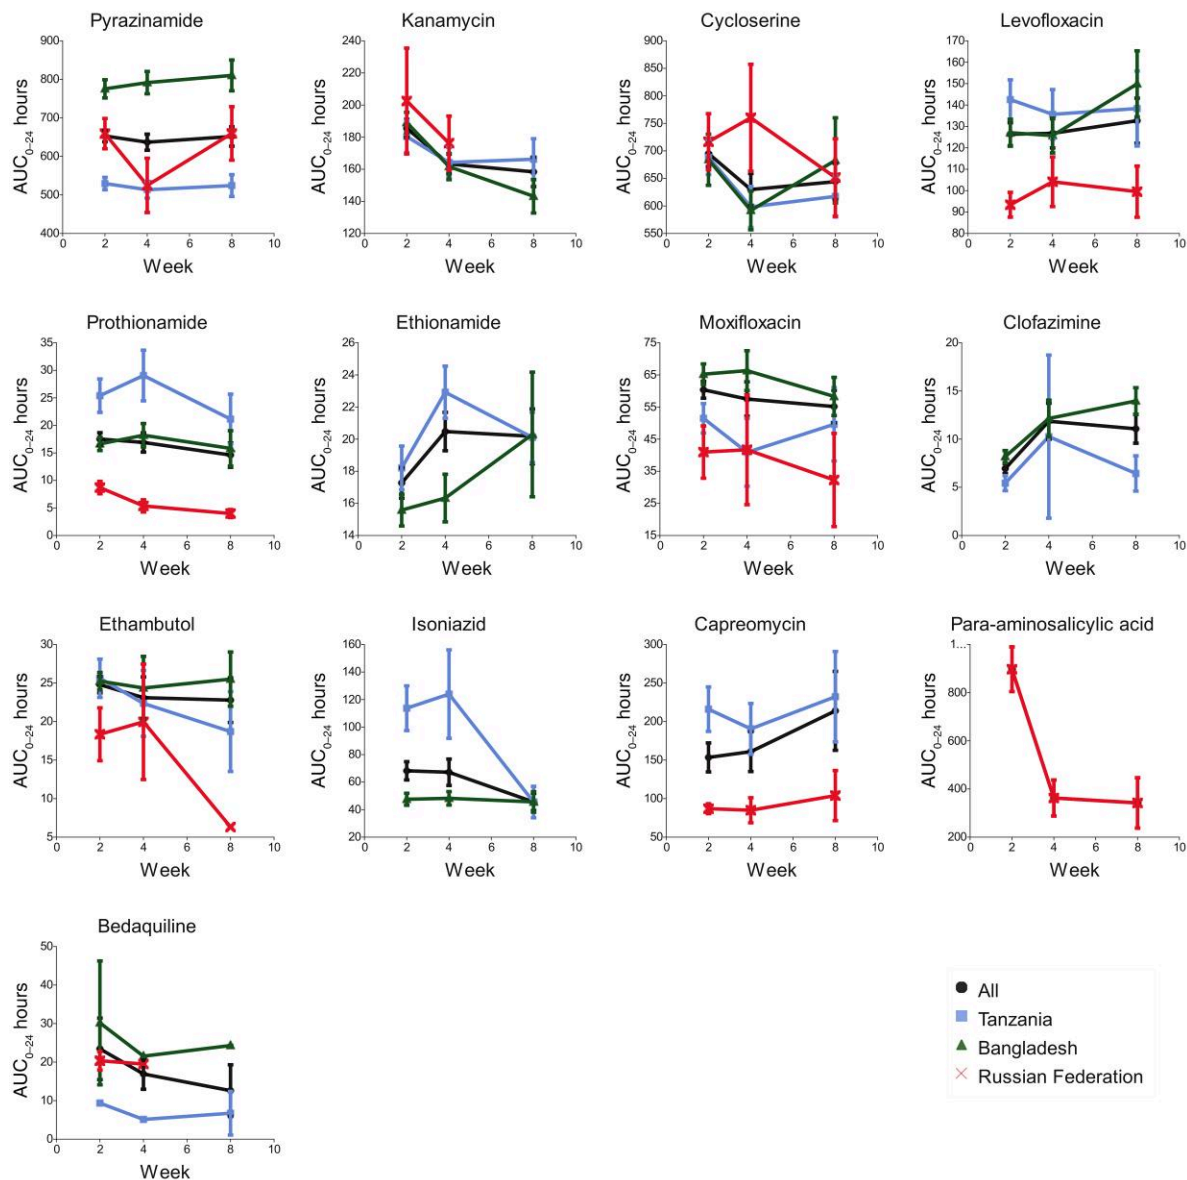 Pyrazinamide
AUC0–24 hours
900
800
700
600
500
400
0 2 4 6 8 10
Week
Kanamycin
AUC0–24 hours
240
220
200
180
160
140
120
0 2 4 6 8 10
Week
Cycloserine
AUC0–24 hours
900
850
800
750
700
650
600
550
0 2 4 6 8 10
Week
Levofloxacin
AUC0–24 hours
170
160
150
140
130
120
110
100
90
80
0 2 4 6 8 10
Week
Prothionamide
AUC0–24 hours
35
30
25
20
15
10
5
0
0 2 4 6 8 10
Week
Ethionamide
AUC0–24 hours
26
24
22
20
18
16
14
0 2 4 6 8 10
Week
Moxifloxacin
AUC0–24 hours
75
65
55
45
35
25
15
0 2 4 6 8 10
Week
Clofazimine
AUC0–24 hours
20
15
10
5
0
0 2 4 6 8 10
Week
Ethambutol
AUC0–24 hours
30
25
20
15
10
5
0 2 4 6 8 10
Week
Isoniazid
AUC0–24 hours
160
140
120
100
80
60
40
20
0 2 4 6 8 10
Week
Capreomycin
AUC0–24 hours
300
250
200
150
100
50
0 2 4 6 8 10
Week
Para-aminosalicylic acid
AUC0–24 hours
1...
800
600
400
200
0 2 4 6 8 10
Week
Bedaquiline
AUC0–24 hours
50
40
30
20
10
0
0 2 4 6 8 10
Week
All
Tanzania
Bangladesh
Russian Federation